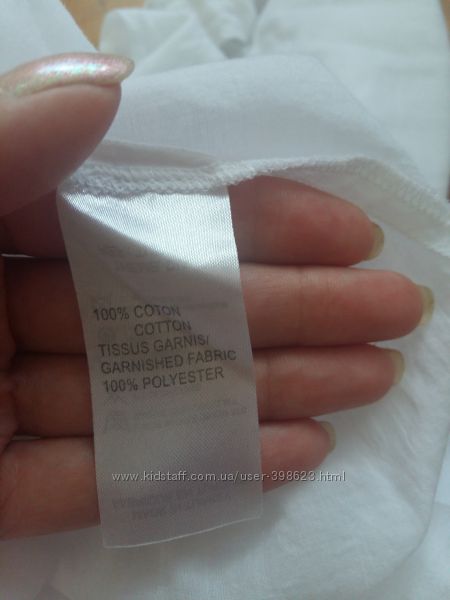 100% COTON
COTTON
TISSUS GARNIS/
GARNISHED FABRIC
100% POLYESTER
www.kidstaff.com.ua/user-398623.html